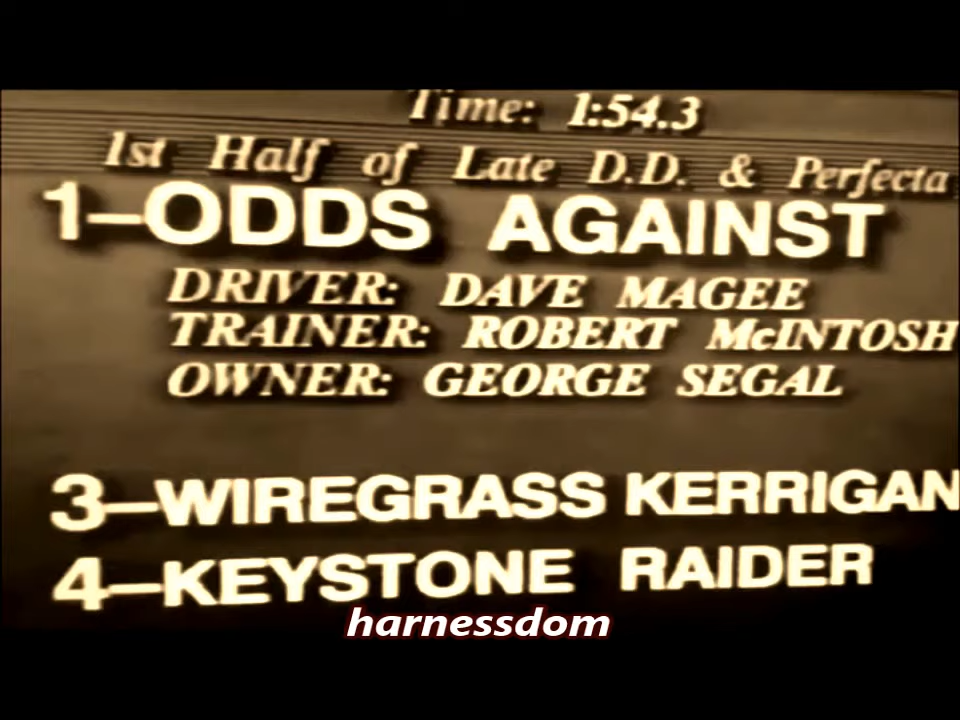 Time: 1:54.3
1st Half of Late D.D. & Perfecta
1—ODDS AGAINST
DRIVER: DAVE MAGEE
TRAINER: ROBERT McINTOSH
OWNER: GEORGE SEGAL
3—WIREGRASS KERRIGAN
4—KEYSTONE RAIDER
harnessdom